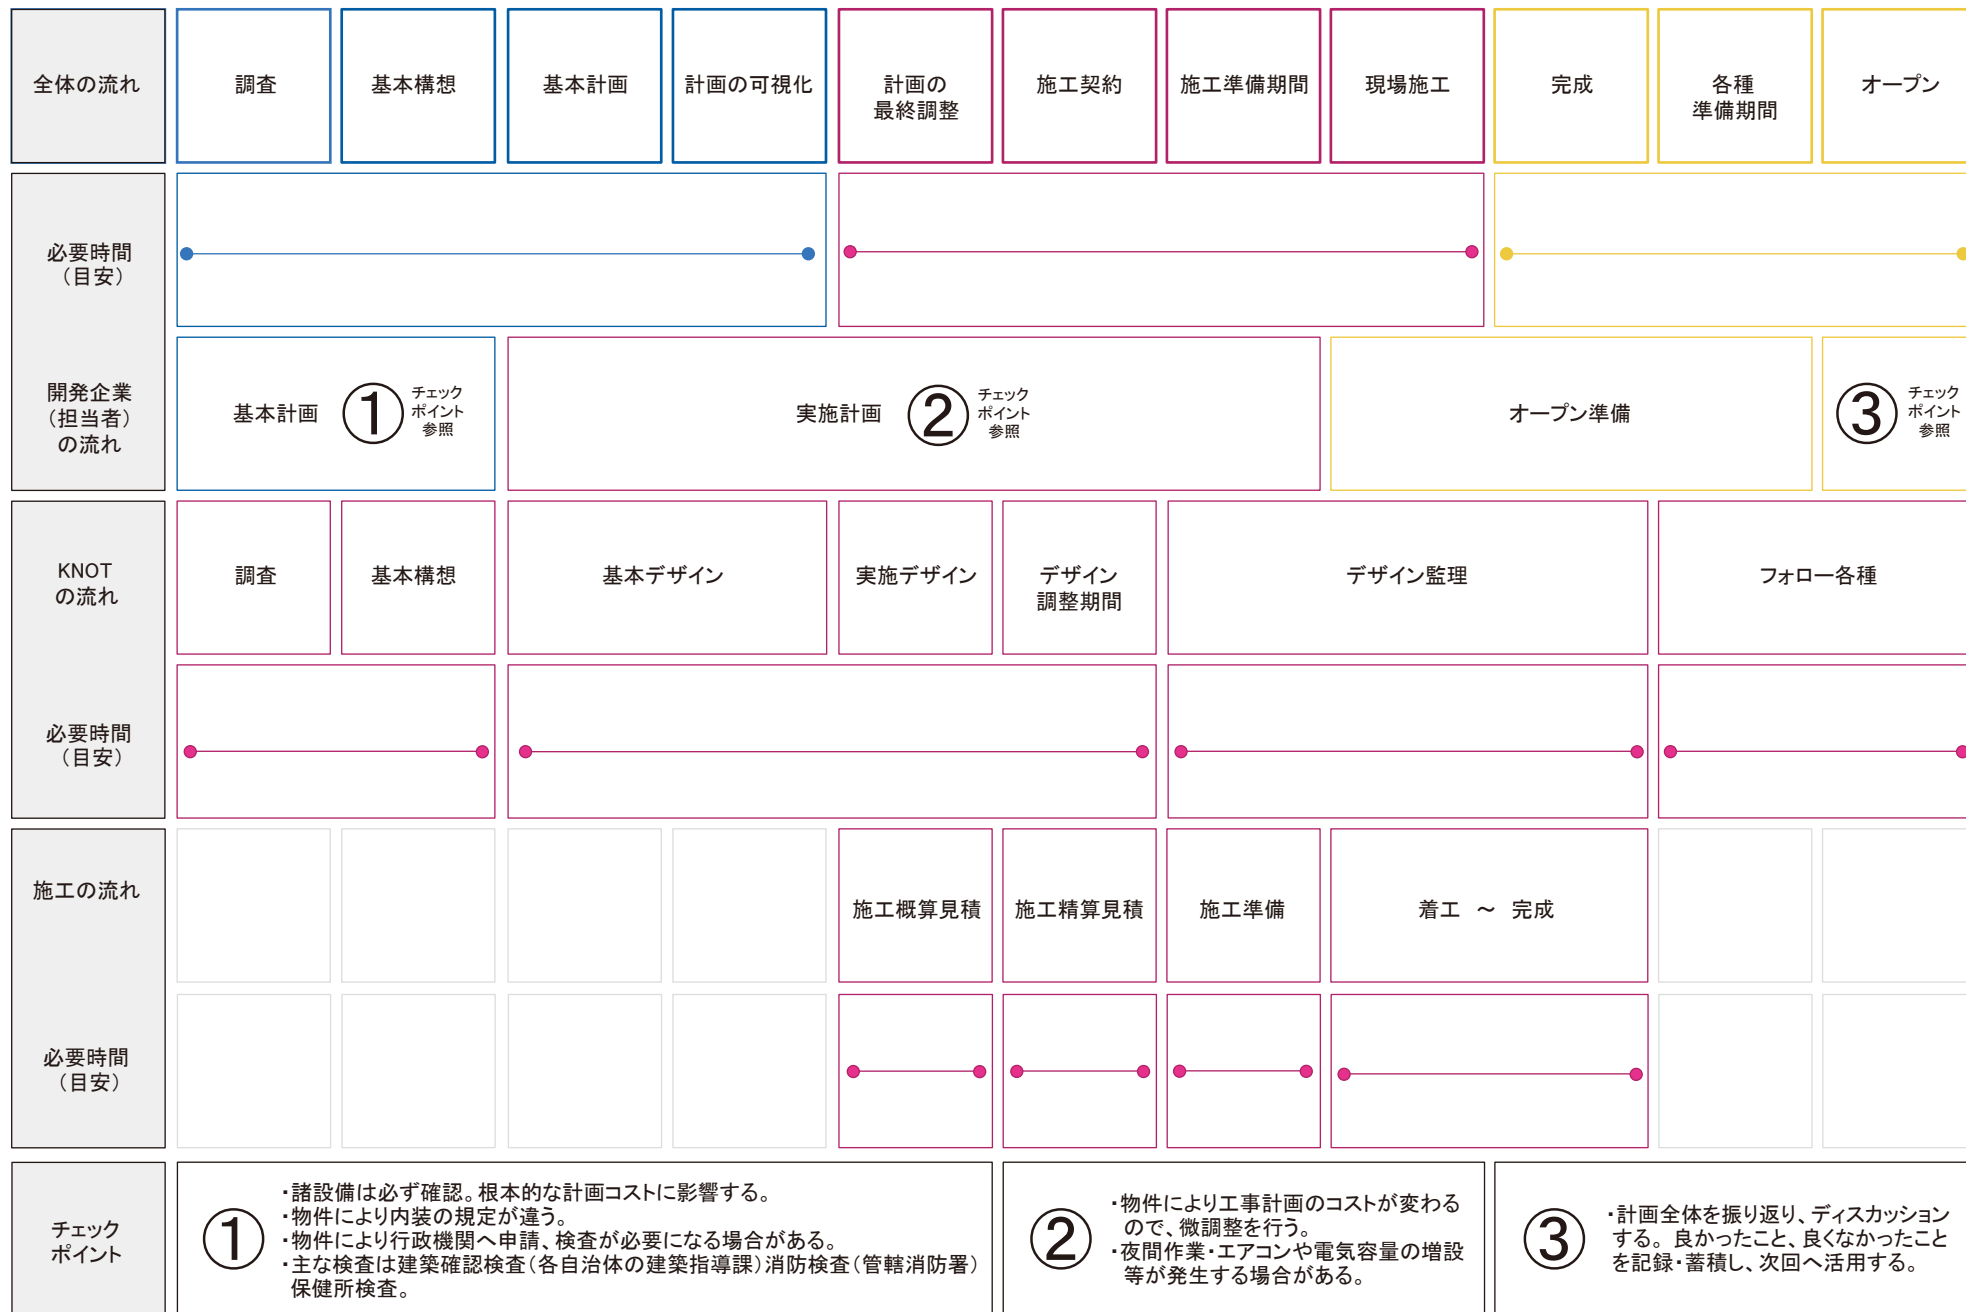 全体の流れ
調査
基本構想
基本計画
計画の可視化
計画の
最終調整
施工契約
施工準備期間
現場施工
完成
各種
準備期間
オープン
必要時間
（目安）
開発企業
（担当者）
の流れ
基本計画
①
チェック
ポイント
参照
実施計画
②
チェック
ポイント
参照
オープン準備
③
チェック
ポイント
参照
KNOT
の流れ
調査
基本構想
基本デザイン
実施デザイン
デザイン
調整期間
デザイン監理
フォロー各種
必要時間
（目安）
施工の流れ
施工概算見積
施工精算見積
施工準備
着工 ～ 完成
必要時間
（目安）
チェック
ポイント
①
・諸設備は必ず確認。根本的な計画コストに影響する。
・物件により内装の規定が違う。
・物件により行政機関へ申請、検査が必要になる場合がある。
・主な検査は建築確認検査（各自治体の建築指導課）消防検査（管轄消防署）
保健所検査。
②
・物件により工事計画のコストが変わる
ので、微調整を行う。
・夜間作業・エアコンや電気容量の増設
等が発生する場合がある。
③
・計画全体を振り返り、ディスカッション
する。 良かったこと、良くなかったこと
を記録・蓄積し、次回へ活用する。